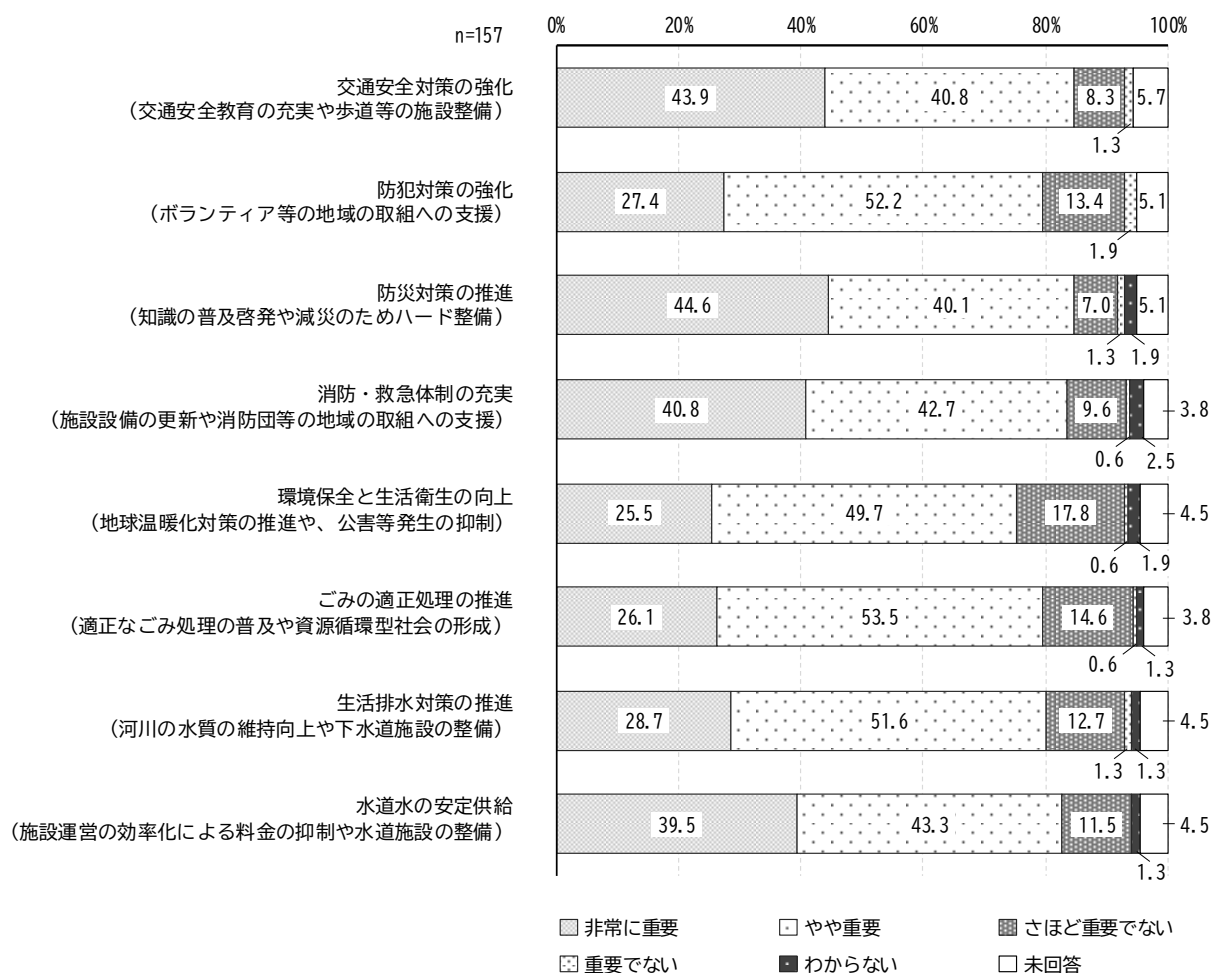 n=157
0% 20% 40% 60% 80% 100%
交通安全対策の強化
（交通安全教育の充実や歩道等の施設整備）
43.9 40.8 8.3 5.7
1.3
防犯対策の強化
（ボランティア等の地域の取組への支援）
27.4 52.2 13.4 5.1
1.9
防災対策の推進
（知識の普及啓発や減災のためハード整備）
44.6 40.1 7.0 5.1
1.3 1.9
消防・救急体制の充実
（施設設備の更新や消防団等の地域の取組への支援）
40.8 42.7 9.6 3.8
0.6 2.5
環境保全と生活衛生の向上
（地球温暖化対策の推進や、公害等発生の抑制）
25.5 49.7 17.8 4.5
0.6 1.9
ごみの適正処理の推進
（適正なごみ処理の普及や資源循環型社会の形成）
26.1 53.5 14.6 3.8
0.6 1.3
生活排水対策の推進
（河川の水質の維持向上や下水道施設の整備）
28.7 51.6 12.7 4.5
1.3 1.3
水道水の安定供給
（施設運営の効率化による料金の抑制や水道施設の整備）
39.5 43.3 11.5 4.5
1.3
非常に重要 やや重要 さほど重要でない
重要でない わからない 未回答